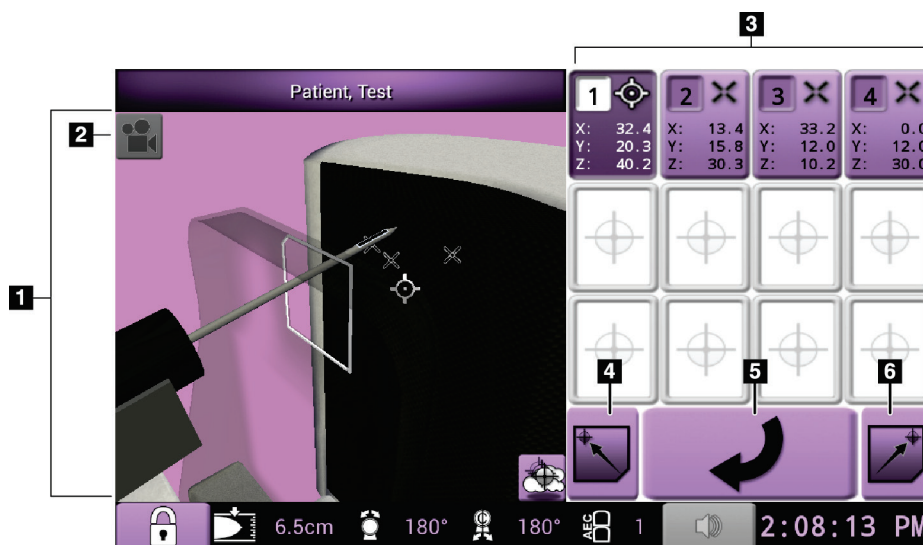 3
Patient, Test
2
1
1
X: 32.4
Y: 20.3
Z: 40.2
2
X: 13.4
Y: 15.8
Z: 30.3
3
X: 33.2
Y: 12.0
Z: 10.2
4
X: 0.0
Y: 12.0
Z: 30.0
4
5
6
6.5cm
180°
180°
AEC
1
2:08:13 PM